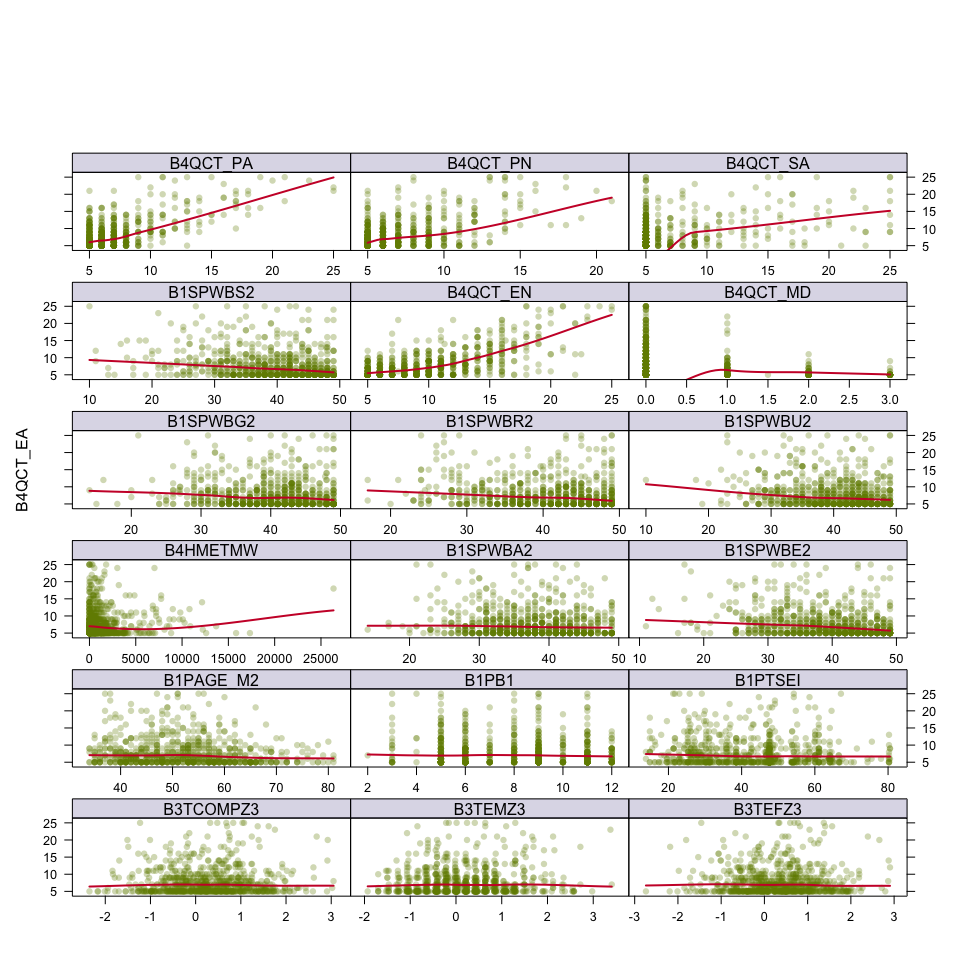 B4QCT_PA B4QCT_PN B4QCT_SA
25
20
15
10
5
5 10 15 20 25 5 10 15 20 5 10 15 20 25
B1SPWBS2 B4QCT_EN B4QCT_MD
25
20
15
10
5
10 20 30 40 50 5 10 15 20 25 0.0 0.5 1.0 1.5 2.0 2.5 3.0
B1SPWBG2 B1SPWBR2 B1SPWBU2
25
20
15
10
5
20 30 40 50 20 30 40 50 10 20 30 40 50
B4QCT_EA
B4HMETMW B1SPWBA2 B1SPWBE2
25
20
15
10
5
0 5000 10000 15000 20000 25000 20 30 40 50 10 20 30 40 50
B1PAGE_M2 B1PB1 B1PTSEI
25
20
15
10
5
40 50 60 70 80 2 4 6 8 10 12 20 40 60 80
B3TCOMPZ3 B3TEMZ3 B3TEFZ3
25
20
15
10
5
-2 -1 0 1 2 3 -2 -1 0 1 2 3 -3 -2 -1 0 1 2 3